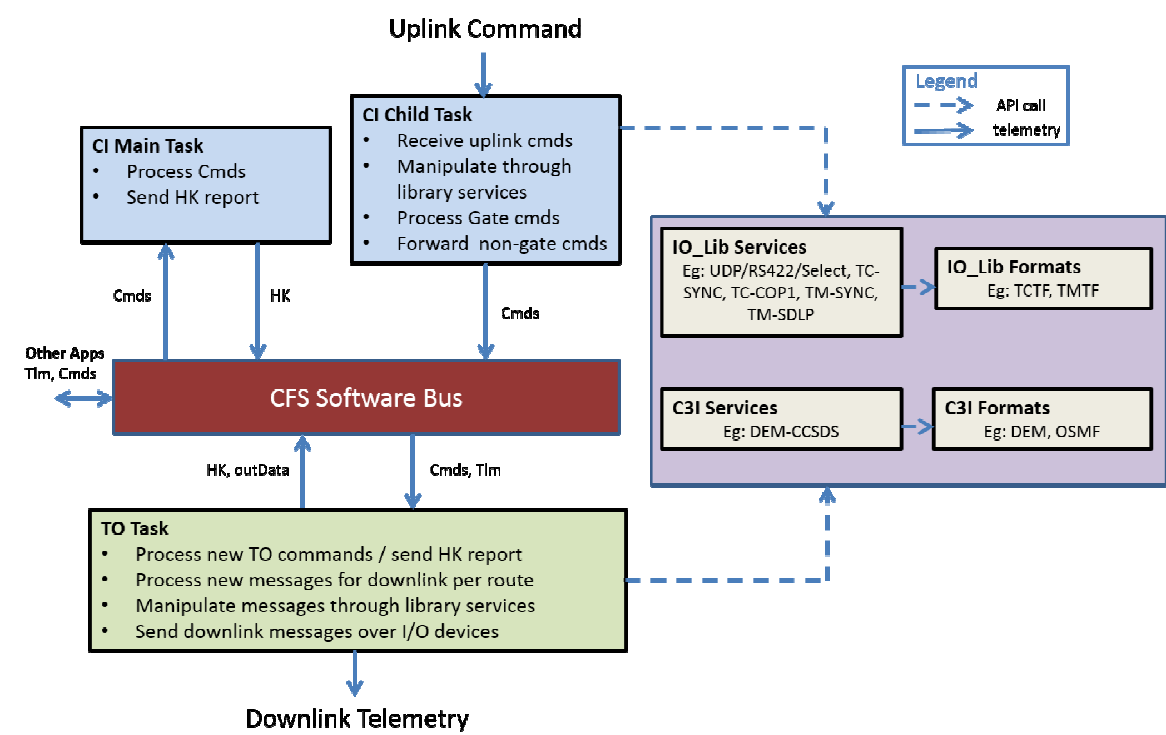 Uplink Command
Legend
API call
telemetry
CI Child Task
• Receive uplink cmds
• Manipulate through
library services
• Process Gate cmds
• Forward non-gate cmds
CI Main Task
• Process Cmds
• Send HK report
IO_Lib Services
Eg: UDP/RS422/Select, TC-
SYNC, TC-COP1, TM-SYNC,
TM-SDLP
IO_Lib Formats
Eg: TCTF, TMTF
Cmds
HK
Cmds
Other Apps
Tlm, Cmds
CFS Software Bus
C3I Services
Eg: DEM-CCSDS
C3I Formats
Eg: DEM, OSMF
HK, outData
Cmds, Tlm
TO Task
• Process new TO commands / send HK report
• Process new messages for downlink per route
• Manipulate messages through library services
• Send downlink messages over I/O devices
Downlink Telemetry